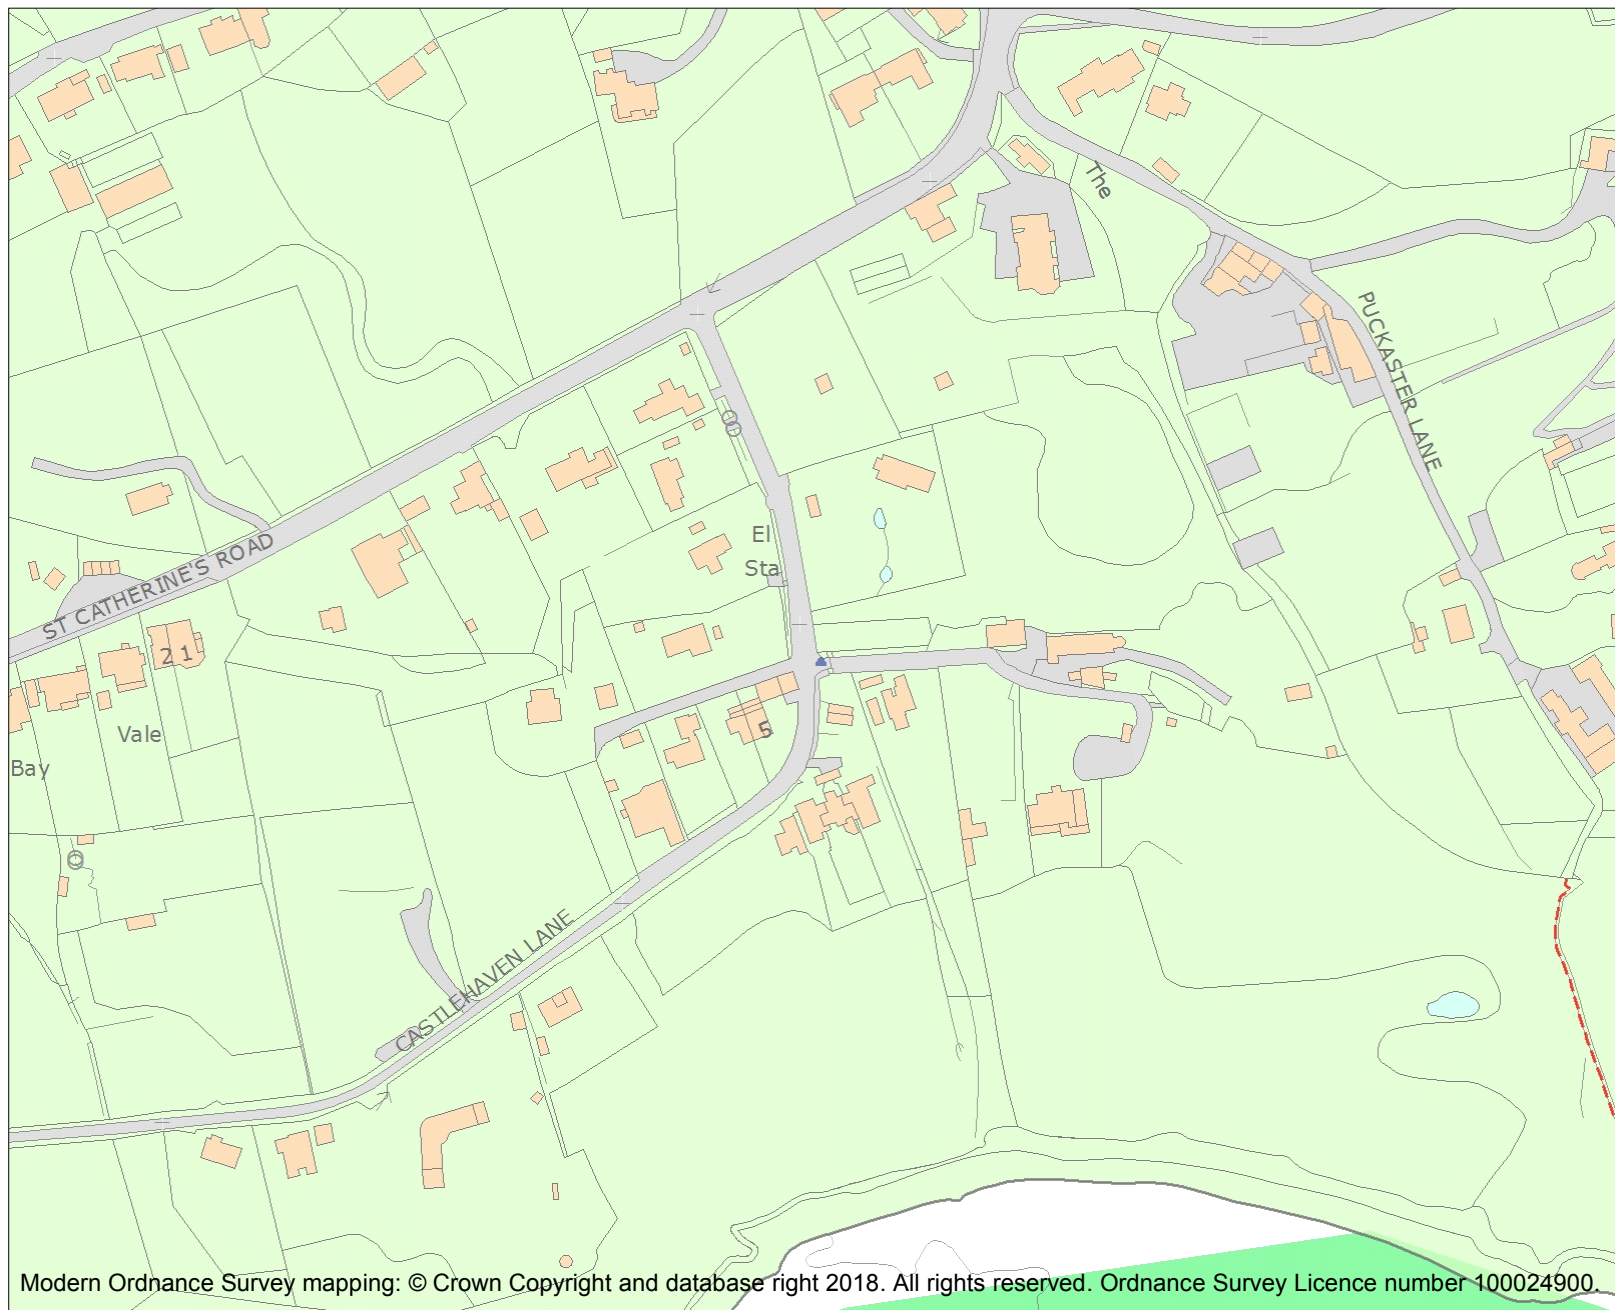 The
PUCKASTER LANE
El
Sta
ST CATHERINE'S ROAD
2 1
Vale
5
Bay
CASTLEHAVEN LANE
Modern Ordnance Survey mapping: © Crown Copyright and database right 2018. All rights reserved. Ordnance Survey Licence number 100024900.